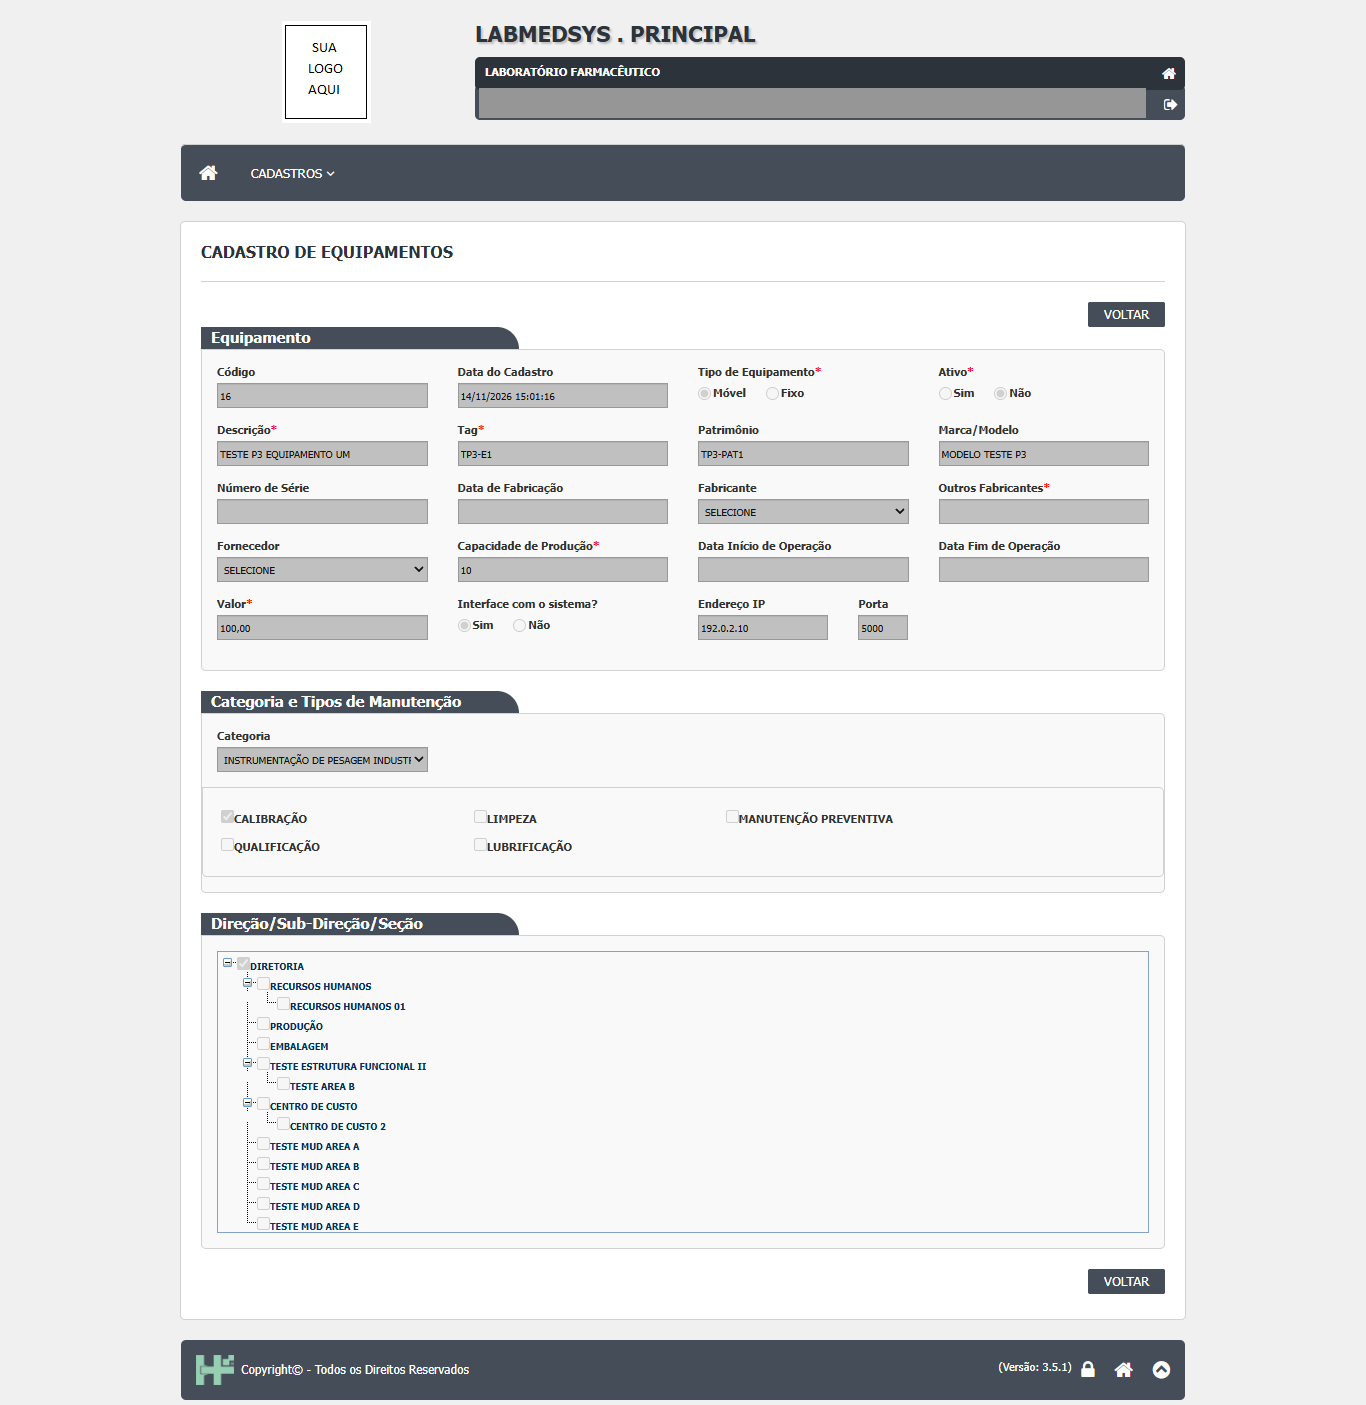 SUA
LOGO
AQUI
LABMEDSYS . PRINCIPAL
LABORATÓRIO FARMACÊUTICO
CADASTROS
CADASTRO DE EQUIPAMENTOS
VOLTAR
Equipamento
Código Data do Cadastro Tipo de Equipamento* Ativo*
16 14/11/2026 15:01:16 Móvel Fixo Sim Não
Descrição* Tag* Patrimônio Marca/Modelo
TESTE P3 EQUIPAMENTO UM TP3-E1 TP3-PAT1 MODELO TESTE P3
Número de Série Data de Fabricação Fabricante Outros Fabricantes*
SELECIONE
Fornecedor Capacidade de Produção* Data Início de Operação Data Fim de Operação
SELECIONE 10
Valor* Interface com o sistema? Endereço IP Porta
100,00 Sim Não 192.0.2.10 5000
Categoria e Tipos de Manutenção
Categoria
INSTRUMENTAÇÃO DE PESAGEM INDUSTR
CALIBRAÇÃO LIMPEZA MANUTENÇÃO PREVENTIVA
QUALIFICAÇÃO LUBRIFICAÇÃO
Direção/Sub-Direção/Seção
DIRETORIA
RECURSOS HUMANOS
RECURSOS HUMANOS 01
PRODUÇÃO
EMBALAGEM
TESTE ESTRUTURA FUNCIONAL II
TESTE AREA B
CENTRO DE CUSTO
CENTRO DE CUSTO 2
TESTE MUD AREA A
TESTE MUD AREA B
TESTE MUD AREA C
TESTE MUD AREA D
TESTE MUD AREA E
VOLTAR
Copyright© - Todos os Direitos Reservados (Versão: 3.5.1)